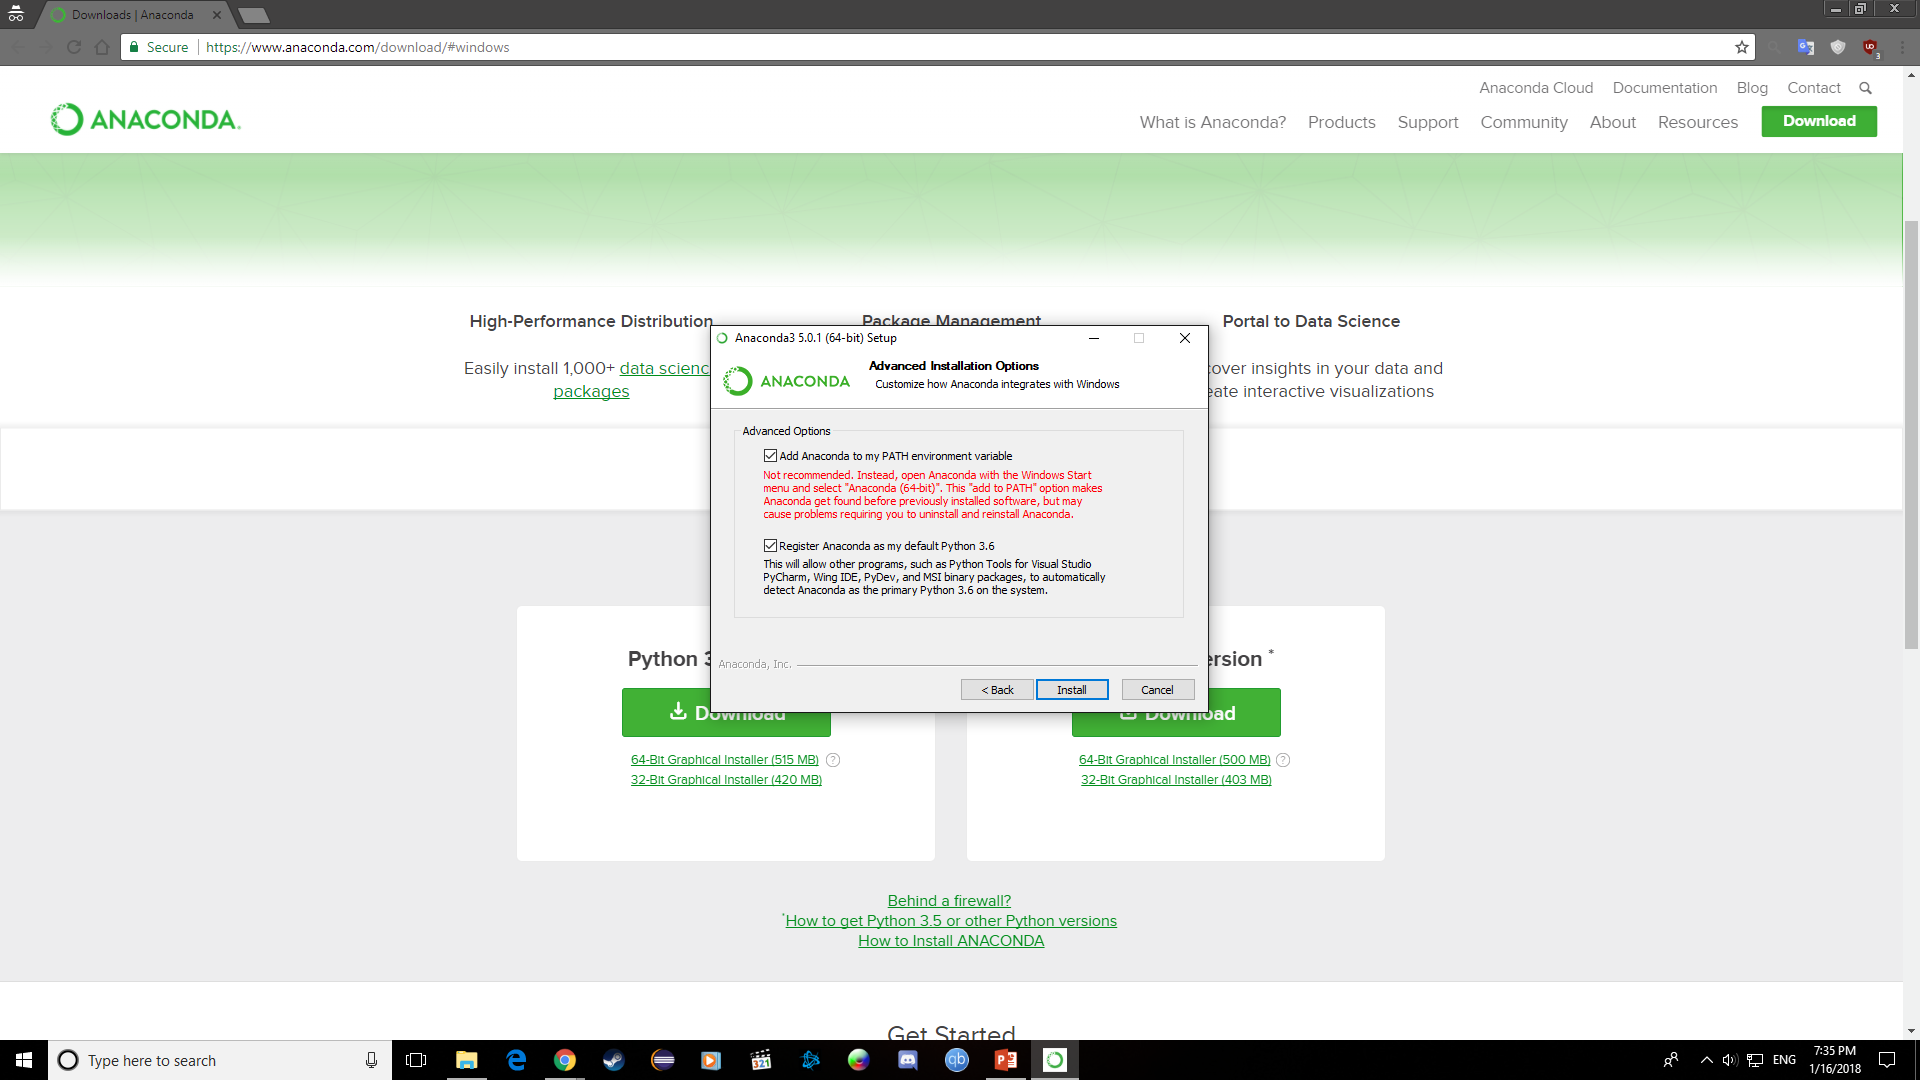 Downloads | Anaconda
Secure
https://www.anaconda.com/download/#windows
3
Anaconda Cloud Documentation Blog Contact
ANANCONDA
What is Anaconda? Products Support Community About Resources Download
High-Performance Distribution
Package Management
Portal to Data Science
Easily install 1,000+ data scienc
packages
cover insights in your data and
eate interactive visualizations
Anaconda3 5.0.1 (64-bit) Setup
ANACONDA
Advanced Installation Options
Customize how Anaconda integrates with Windows
Advanced Options
Add Anaconda to my PATH environment variable
Not recommended. Instead, open Anaconda with the Windows Start
menu and select "Anaconda (64-bit)". This "add to PATH" option makes
Anaconda get found before previously installed software, but may
cause problems requiring you to uninstall and reinstall Anaconda.
Register Anaconda as my default Python 3.6
This will allow other programs, such as Python Tools for Visual Studio
PyCharm, Wing IDE, PyDev, and MSI binary packages, to automatically
detect Anaconda as the primary Python 3.6 on the system.
Anaconda, Inc.
< Back Install Cancel
Python 3
ersion *
Download
Download
64-Bit Graphical Installer (515 MB) ?
32-Bit Graphical Installer (420 MB)
64-Bit Graphical Installer (500 MB) ?
32-Bit Graphical Installer (403 MB)
Behind a firewall?
*How to get Python 3.5 or other Python versions
How to Install ANACONDA
Get Started
Type here to search
321
qb
ENG
7:35 PM
1/16/2018